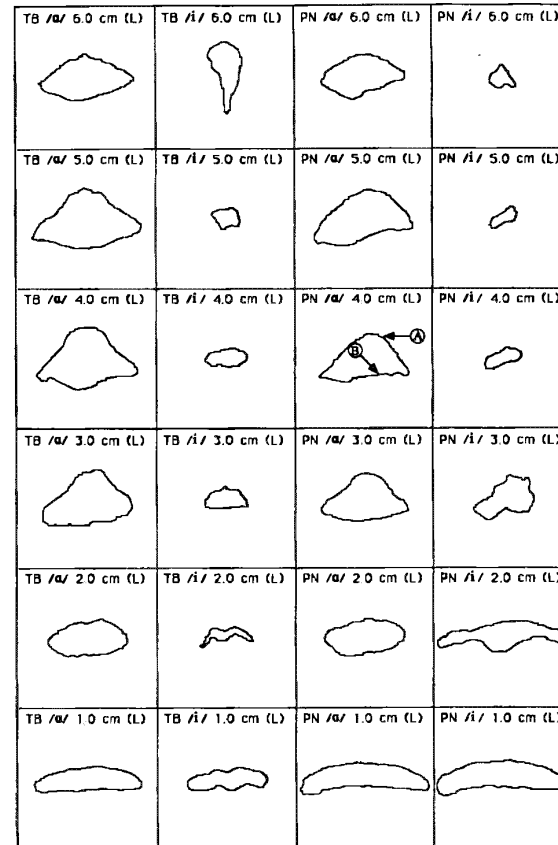 TB /a/ 6.0 cm (L) TB /i/ 6.0 cm (L) PN /a/ 6.0 cm (L) PN /i/ 6.0 cm (L)
TB /a/ 5.0 cm (L) TB /i/ 5.0 cm (L) PN /a/ 5.0 cm (L) PN /i/ 5.0 cm (L)
TB /a/ 4.0 cm (L) TB /i/ 4.0 cm (L) PN /a/ 4.0 cm (L) PN /i/ 4.0 cm (L)
A
B
TB /a/ 3.0 cm (L) TB /i/ 3.0 cm (L) PN /a/ 3.0 cm (L) PN /i/ 3.0 cm (L)
TB /a/ 2.0 cm (L) TB /i/ 2.0 cm (L) PN /a/ 2.0 cm (L) PN /i/ 2.0 cm (L)
TB /a/ 1.0 cm (L) TB /i/ 1.0 cm (L) PN /a/ 1.0 cm (L) PN /i/ 1.0 cm (L)